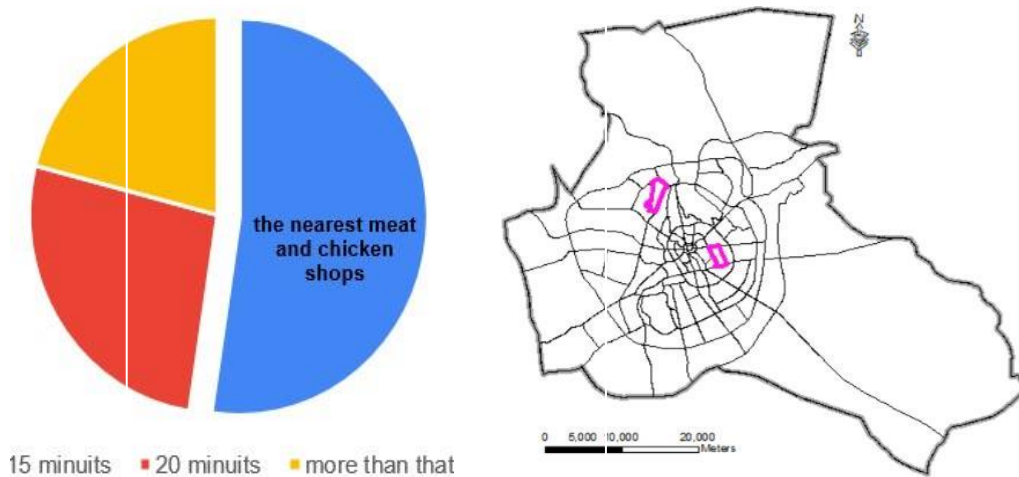 the nearest meat
and chicken
shops
15 minuits 20 minuits more than that
N
0 5,000 10,000 20,000
Meters